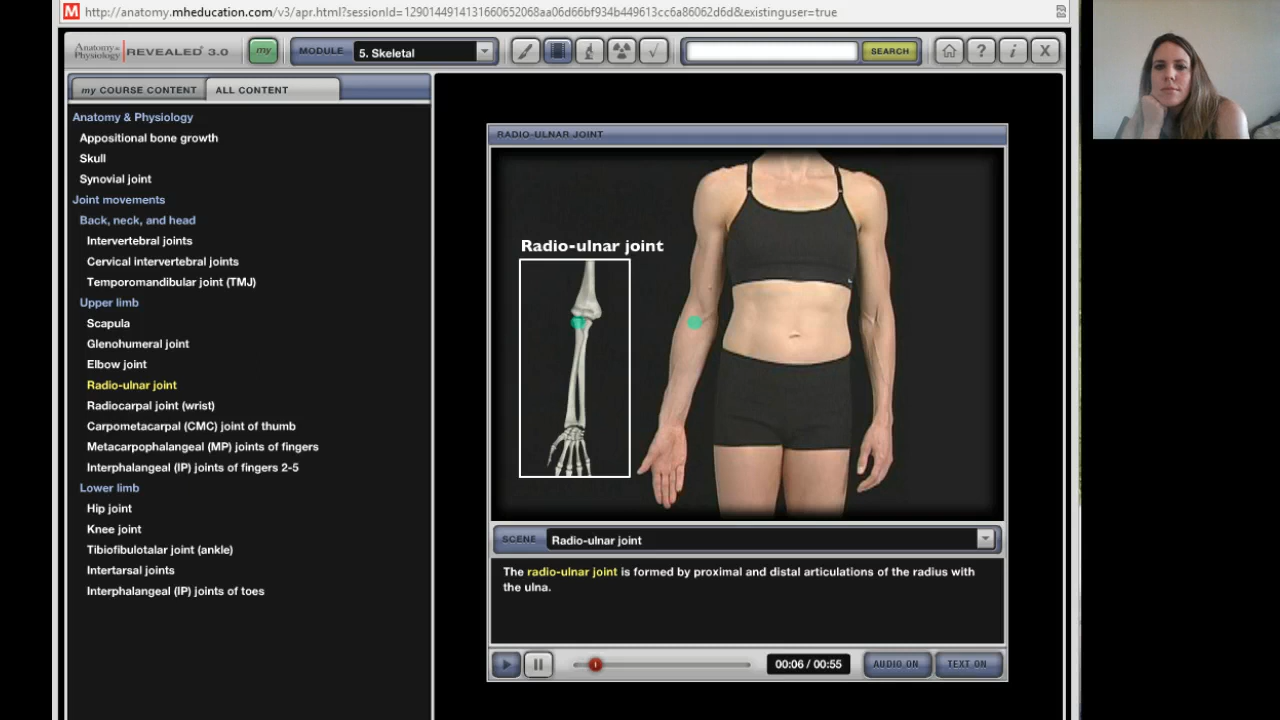 http://anatomy.mheducation.com/v3/apr.html?sessionId=1290144914131660652068aa06d66bf934b449613cc6a86062d6d&existinguser=true
Anatomy & Physiology REVEALED 3.0 my MODULE 5. Skeletal SEARCH ? i X
my COURSE CONTENT ALL CONTENT
Anatomy & Physiology
Appositional bone growth
Skull
Synovial joint
Joint movements
Back, neck, and head
Intervertebral joints
Cervical intervertebral joints
Temporomandibular joint (TMJ)
Upper limb
Scapula
Glenohumeral joint
Elbow joint
Radio-ulnar joint
Radiocarpal joint (wrist)
Carpometacarpal (CMC) joint of thumb
Metacarpophalangeal (MP) joints of fingers
Interphalangeal (IP) joints of fingers 2-5
Lower limb
Hip joint
Knee joint
Tibiofibulotalar joint (ankle)
Intertarsal joints
Interphalangeal (IP) joints of toes
RADIO-ULNAR JOINT
Radio-ulnar joint
SCENE Radio-ulnar joint
The radio-ulnar joint is formed by proximal and distal articulations of the radius with
the ulna.
00:06 / 00:55 AUDIO ON TEXT ON